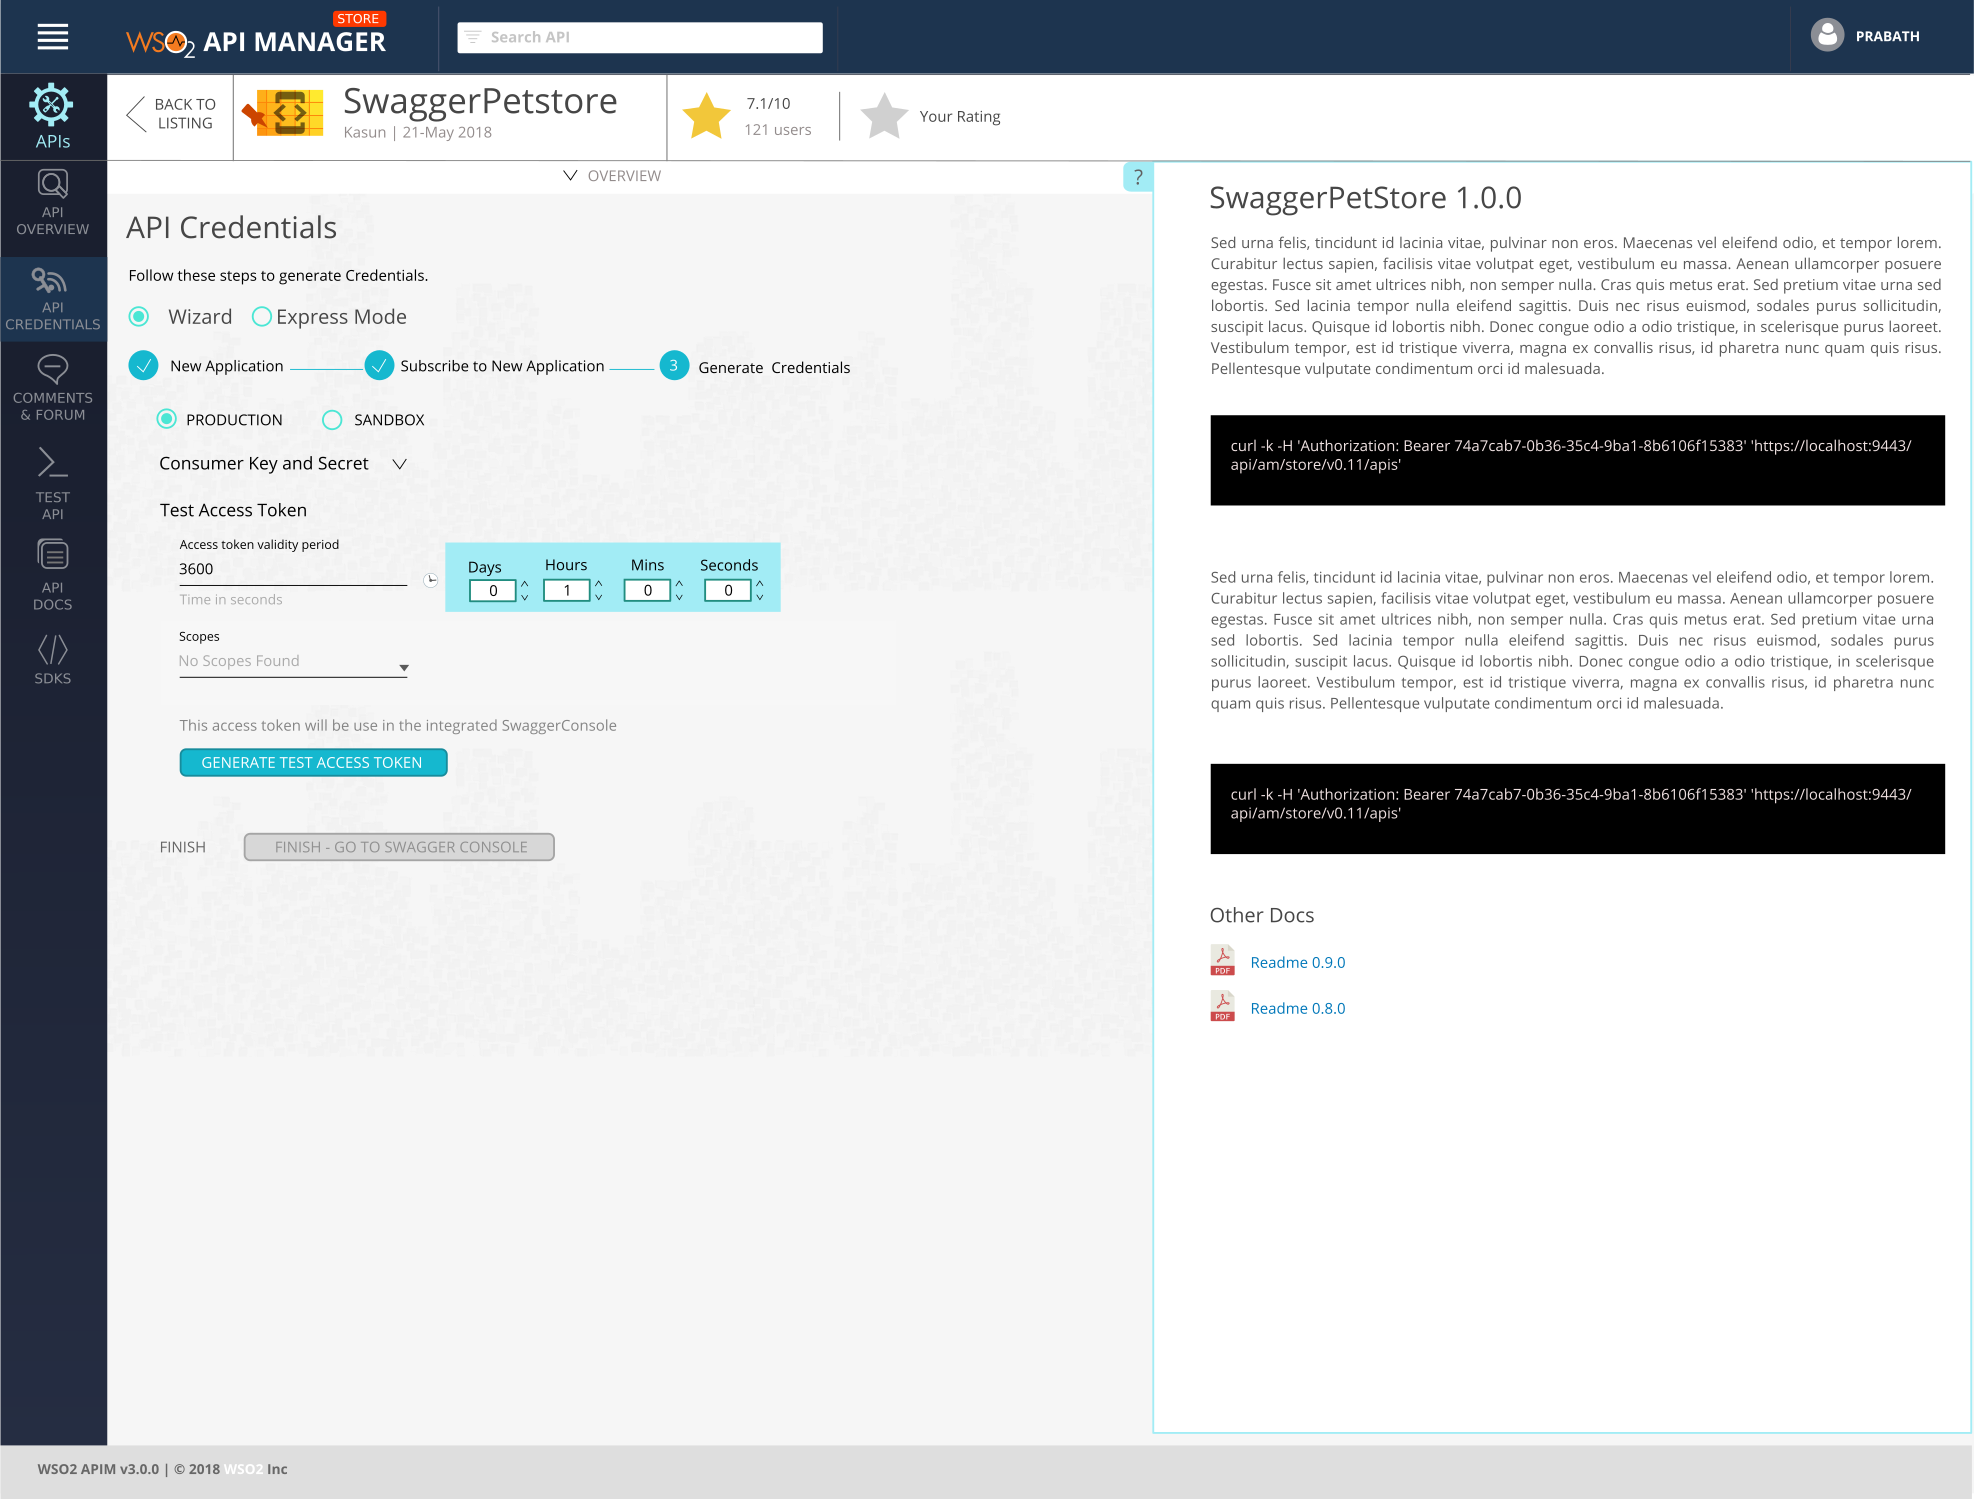 STORE
WSO2 API MANAGER
Search API
PRABATH
APIs
BACK TO
LISTING
SwaggerPetstore
Kasun | 21-May 2018
7.1/10
121 users
Your Rating
OVERVIEW
?
API
OVERVIEW
API
CREDENTIALS
COMMENTS
& FORUM
TEST
API
API
DOCS
SDKS
API Credentials
Follow these steps to generate Credentials.
Wizard Express Mode
New Application Subscribe to New Application 3 Generate Credentials
PRODUCTION SANDBOX
Consumer Key and Secret
Test Access Token
Access token validity period
3600
Time in seconds
Days Hours Mins Seconds
0 1 0 0
Scopes
No Scopes Found
This access token will be use in the integrated SwaggerConsole
GENERATE TEST ACCESS TOKEN
FINISH FINISH - GO TO SWAGGER CONSOLE
SwaggerPetStore 1.0.0
Sed urna felis, tincidunt id lacinia vitae, pulvinar non eros. Maecenas vel eleifend odio, et tempor lorem.
Curabitur lectus sapien, facilisis vitae volutpat eget, vestibulum eu massa. Aenean ullamcorper posuere
egestas. Fusce sit amet ultrices nibh, non semper nulla. Cras quis metus erat. Sed pretium vitae urna sed
lobortis. Sed lacinia tempor nulla eleifend sagittis. Duis nec risus euismod, sodales purus sollicitudin,
suscipit lacus. Quisque id lobortis nibh. Donec congue odio a odio tristique, in scelerisque purus laoreet.
Vestibulum tempor, est id tristique viverra, magna ex convallis risus, id pharetra nunc quam quis risus.
Pellentesque vulputate condimentum orci id malesuada.
curl -k -H 'Authorization: Bearer 74a7cab7-0b36-35c4-9ba1-8b6106f15383' 'https://localhost:9443/
api/am/store/v0.11/apis'
Sed urna felis, tincidunt id lacinia vitae, pulvinar non eros. Maecenas vel eleifend odio, et tempor lorem.
Curabitur lectus sapien, facilisis vitae volutpat eget, vestibulum eu massa. Aenean ullamcorper posuere
egestas. Fusce sit amet ultrices nibh, non semper nulla. Cras quis metus erat. Sed pretium vitae urna
sed lobortis. Sed lacinia tempor nulla eleifend sagittis. Duis nec risus euismod, sodales purus
sollicitudin, suscipit lacus. Quisque id lobortis nibh. Donec congue odio a odio tristique, in scelerisque
purus laoreet. Vestibulum tempor, est id tristique viverra, magna ex convallis risus, id pharetra nunc
quam quis risus. Pellentesque vulputate condimentum orci id malesuada.
curl -k -H 'Authorization: Bearer 74a7cab7-0b36-35c4-9ba1-8b6106f15383' 'https://localhost:9443/
api/am/store/v0.11/apis'
Other Docs
PDF Readme 0.9.0
PDF Readme 0.8.0
WSO2 APIM v3.0.0 | © 2018 WSO2 Inc